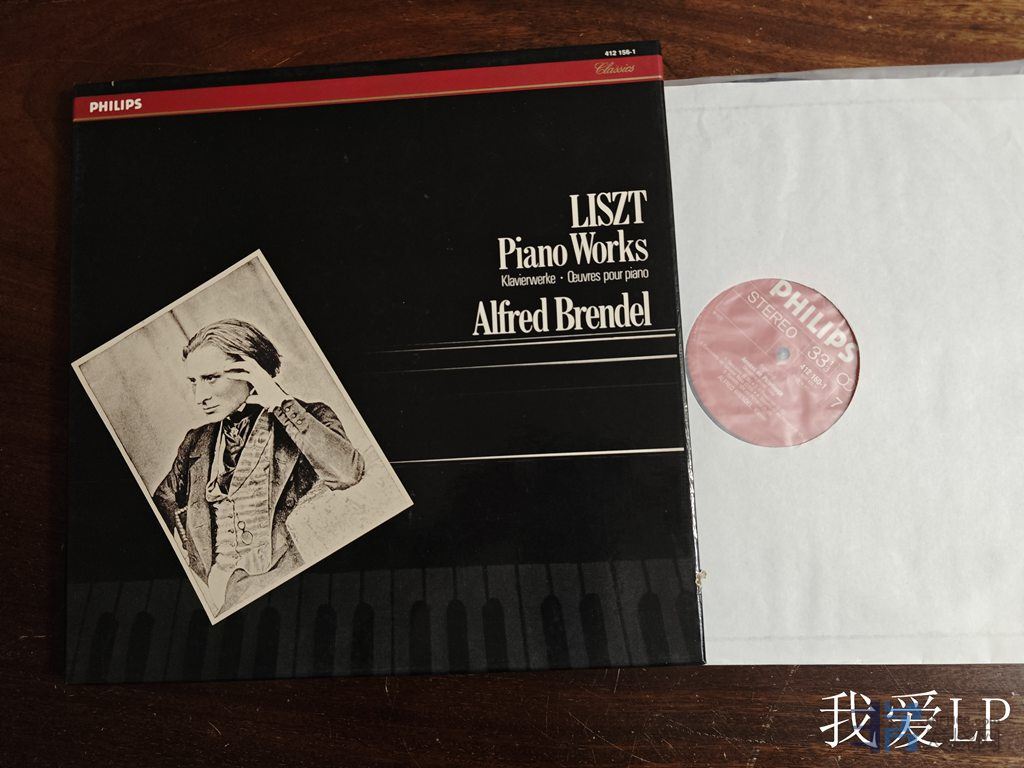 412 156-1
Classics
PHILIPS
LISZT
Piano Works
Klavierwerke · Œuvres pour piano
Alfred Brendel
PHILIPS
STEREO
33⅓
412 160-1
我爱LP